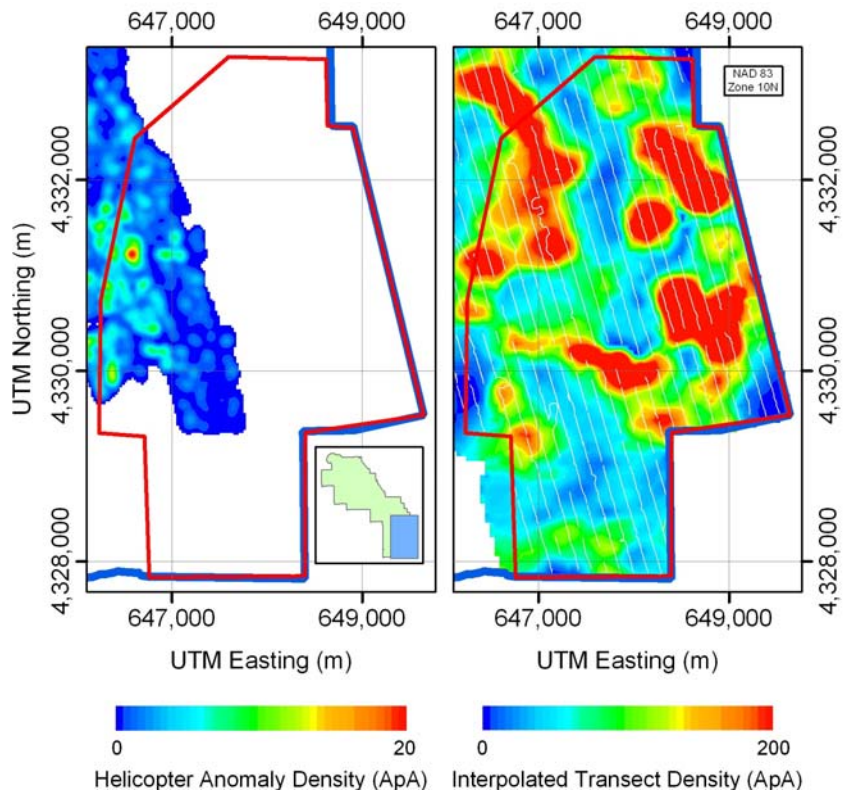 647,000 649,000 647,000 649,000
NAD 83
Zone 10N
4,332,000 4,332,000
UTM Northing (m)
4,330,000 4,330,000
4,328,000 4,328,000
647,000 649,000 647,000 649,000
UTM Easting (m) UTM Easting (m)
0 20 0 200
Helicopter Anomaly Density (ApA) Interpolated Transect Density (ApA)